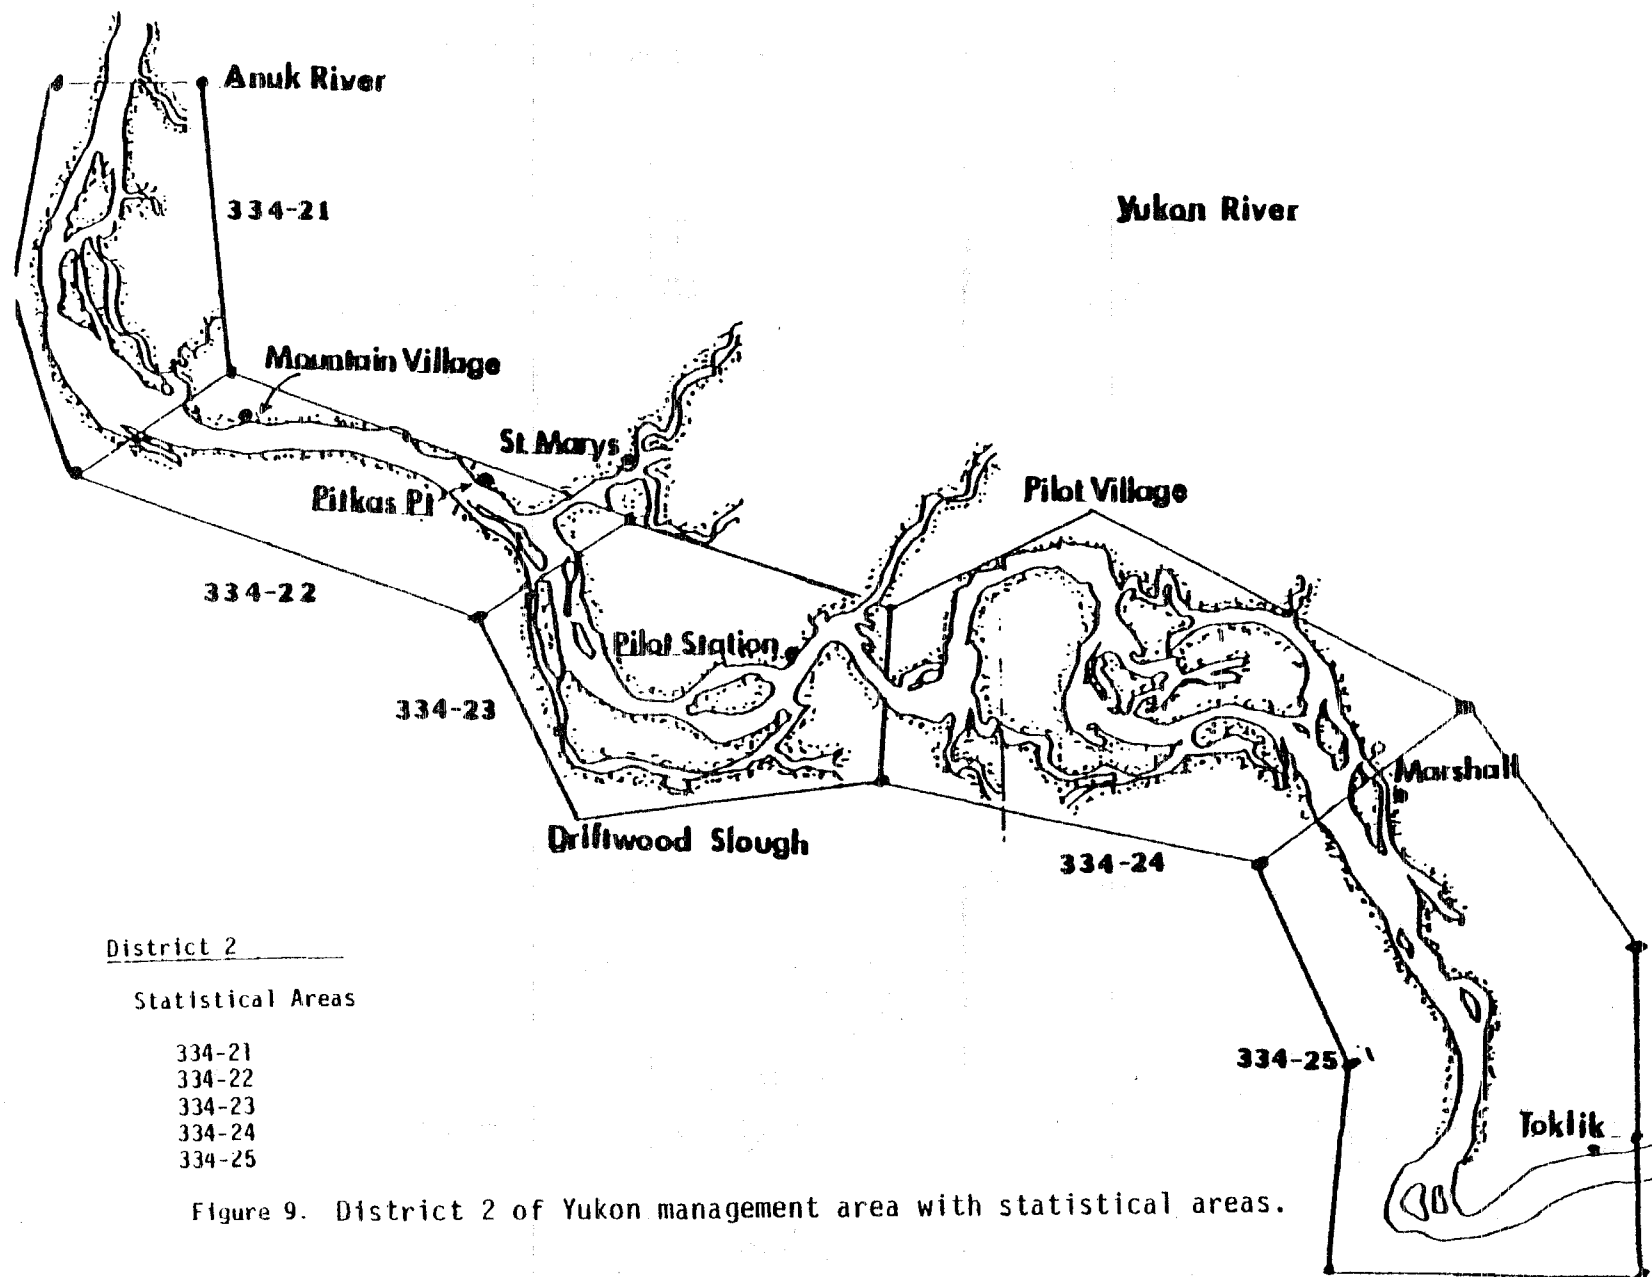 Anuk River
334-21
Yukon River
Mountain Village
St. Marys
Pitkas Pt
Pilot Village
334-22
Pilot Station
334-23
Marshall
Driftwood Slough
334-24
District 2
Statistical Areas
334-21
334-22
334-23
334-24
334-25
334-25
Toklik
Figure 9. District 2 of Yukon management area with statistical areas.